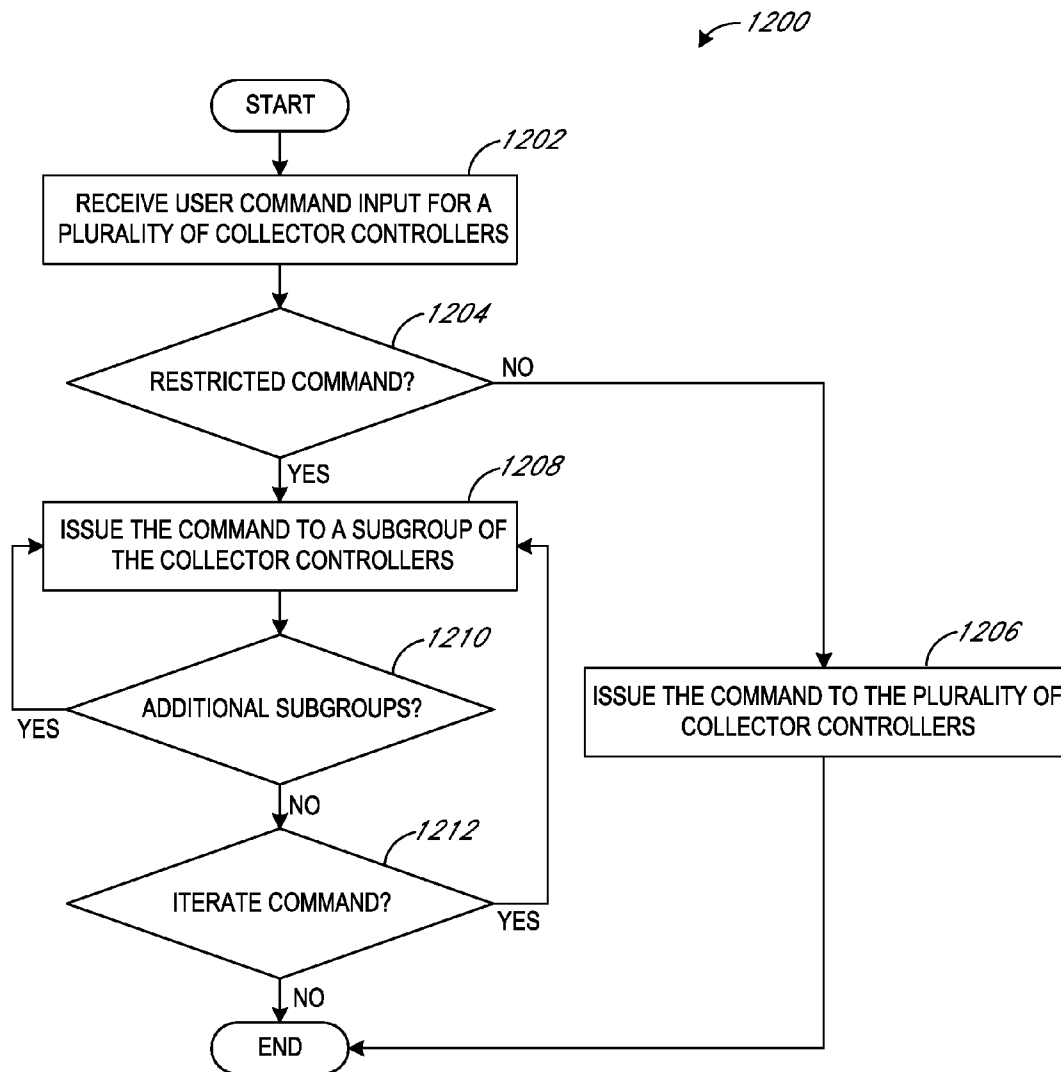 1200
START
1202
RECEIVE USER COMMAND INPUT FOR A
PLURALITY OF COLLECTOR CONTROLLERS
1204
RESTRICTED COMMAND?
NO
YES
1208
ISSUE THE COMMAND TO A SUBGROUP OF
THE COLLECTOR CONTROLLERS
1210
ADDITIONAL SUBGROUPS?
YES
NO
1206
ISSUE THE COMMAND TO THE PLURALITY OF
COLLECTOR CONTROLLERS
1212
ITERATE COMMAND?
YES
NO
END